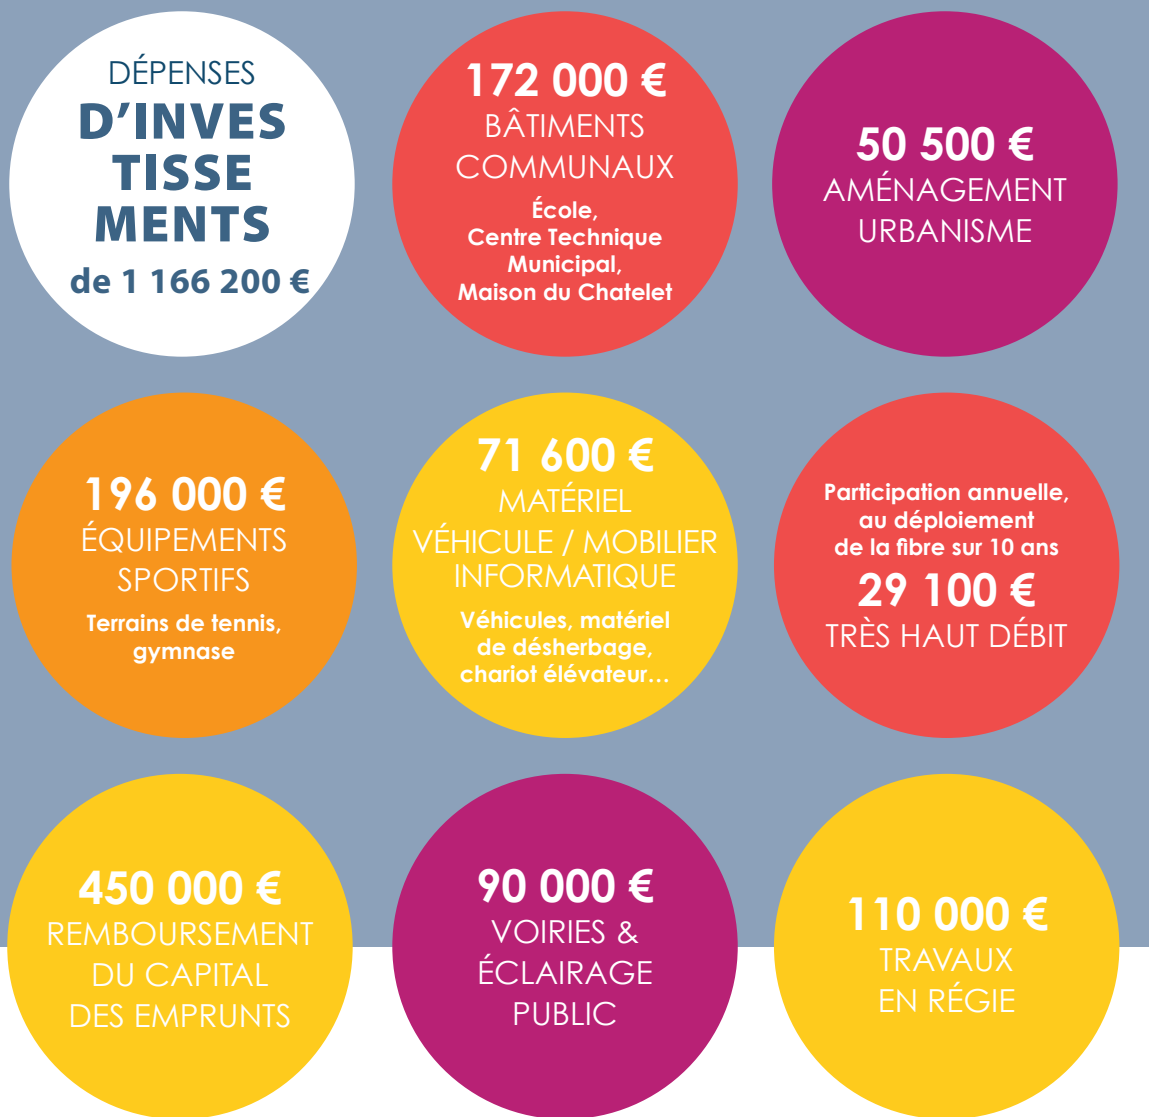 DÉPENSES
D'INVES
TISSE
MENTS
de 1 166 200 €
172 000 €
BÂTIMENTS
COMMUNAUX
École,
Centre Technique
Municipal,
Maison du Chatelet
50 500 €
AMÉNAGEMENT
URBANISME
196 000 €
ÉQUIPEMENTS
SPORTIFS
Terrains de tennis,
gymnase
71 600 €
MATÉRIEL
VÉHICULE / MOBILIER
INFORMATIQUE
Véhicules, matériel
de désherbage,
chariot élévateur…
Participation annuelle,
au déploiement
de la fibre sur 10 ans
29 100 €
TRÈS HAUT DÉBIT
450 000 €
REMBOURSEMENT
DU CAPITAL
DES EMPRUNTS
90 000 €
VOIRIES &
ÉCLAIRAGE
PUBLIC
110 000 €
TRAVAUX
EN RÉGIE